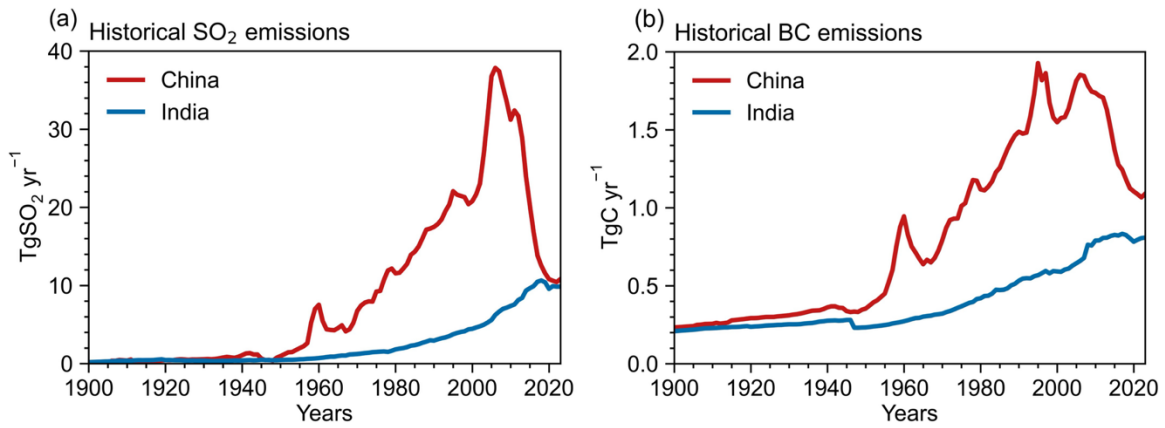 (a) Historical SO₂ emissions
TgSO₂ yr⁻¹
40
30
20
10
0
China
India
1900 1920 1940 1960 1980 2000 2020
Years
(b) Historical BC emissions
TgC yr⁻¹
2.0
1.5
1.0
0.5
0.0
China
India
1900 1920 1940 1960 1980 2000 2020
Years